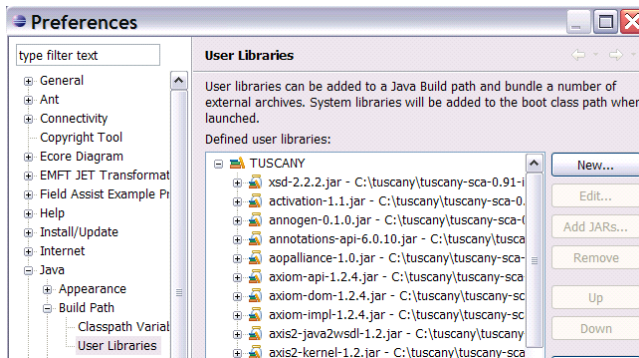 Preferences
type filter text
General
Ant
Connectivity
Copyright Tool
Ecore Diagram
EMFT JET Transformat
Field Assist Example Pr
Help
Install/Update
Internet
Java
Appearance
Build Path
Classpath Variab
User Libraries
User Libraries
User libraries can be added to a Java Build path and bundle a number of
external archives. System libraries will be added to the boot class path when
launched.
Defined user libraries:
TUSCANY
xsd-2.2.2.jar - C:\tuscany\tuscany-sca-0.91-i
activation-1.1.jar - C:\tuscany\tuscany-sca-0.
annogen-0.1.0.jar - C:\tuscany\tuscany-sca-(
annotations-api-6.0.10.jar - C:\tuscany\tusca
aopalliance-1.0.jar - C:\tuscany\tuscany-sca-
axiom-api-1.2.4.jar - C:\tuscany\tuscany-sca
axiom-dom-1.2.4.jar - C:\tuscany\tuscany-sc
axiom-impl-1.2.4.jar - C:\tuscany\tuscany-sc
axis2-java2wsdl-1.2.jar - C:\tuscany\tuscany
axis2-kernel-1.2.jar - C:\tuscany\tuscany-sca
New...
Edit...
Add JARs...
Remove
Up
Down